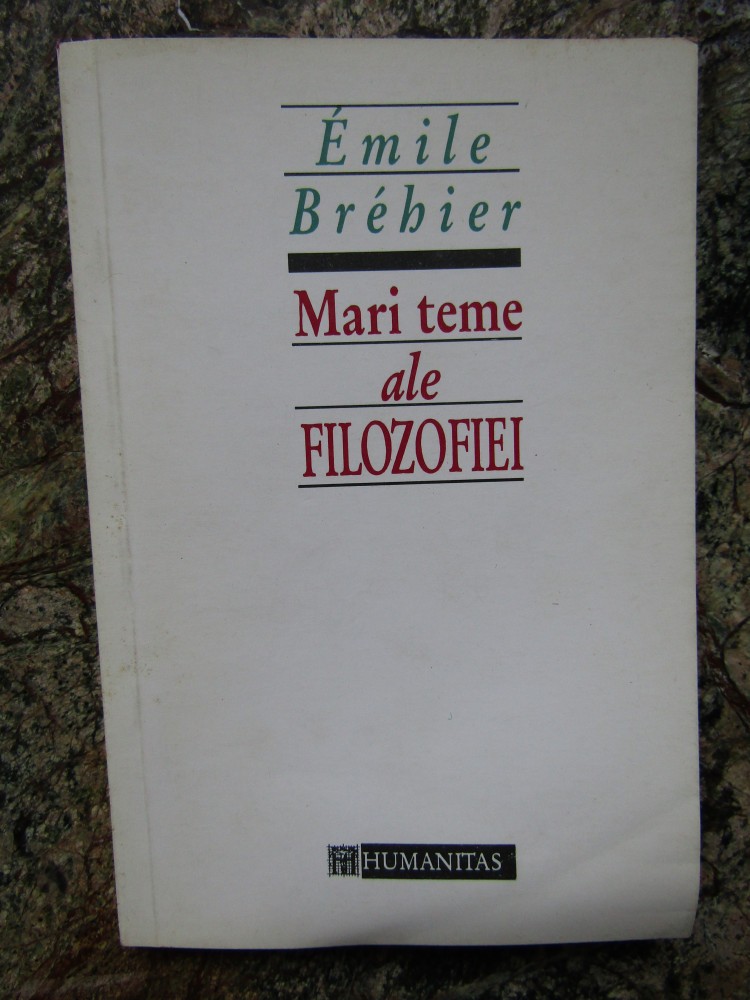 Émile
Bréhier
Mari teme
ale
FILOZOFIEI
HUMANITAS